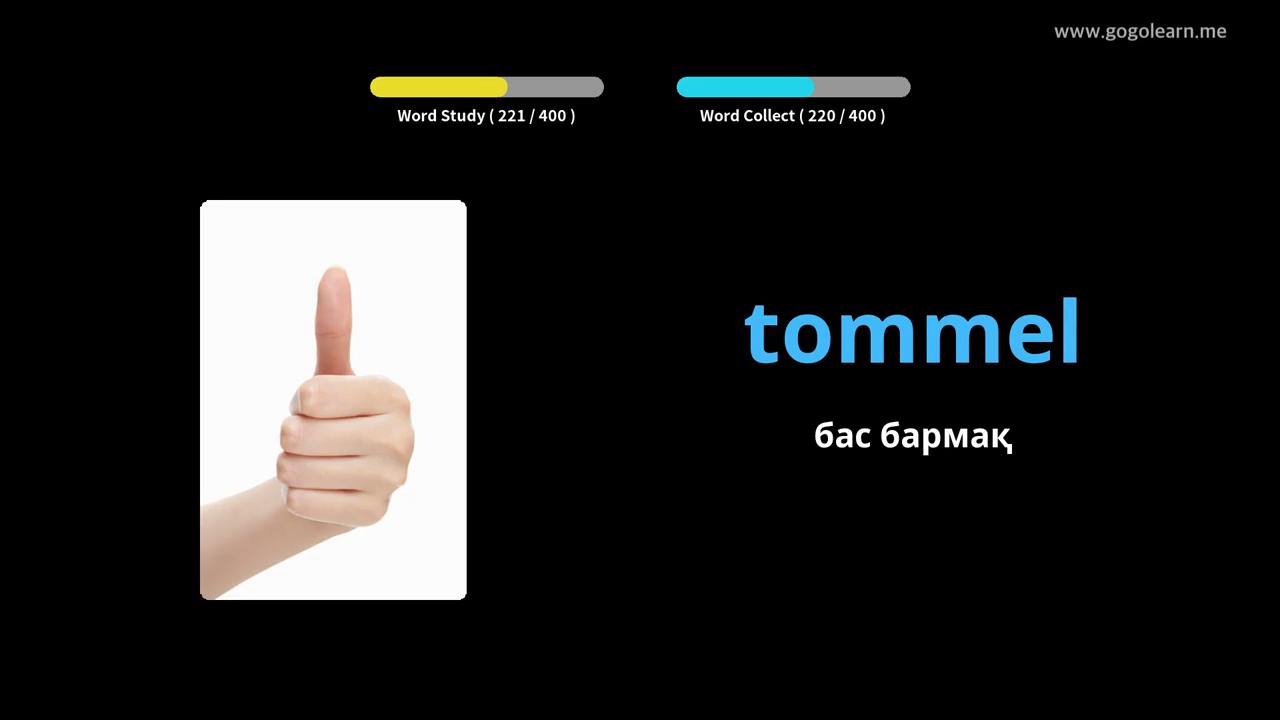 www.gogolearn.me
Word Study ( 221 / 400 )
Word Collect ( 220 / 400 )
tommel
бас бармақ